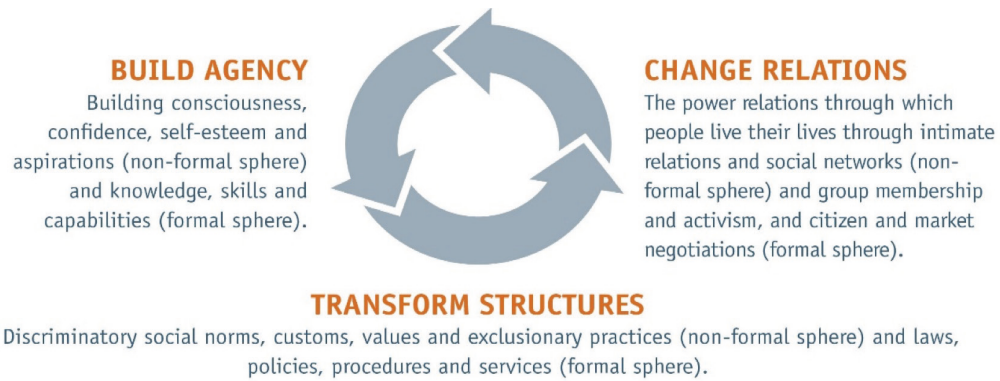 BUILD AGENCY
Building consciousness,
confidence, self-esteem and
aspirations (non-formal sphere)
and knowledge, skills and
capabilities (formal sphere).
CHANGE RELATIONS
The power relations through which
people live their lives through intimate
relations and social networks (non-
formal sphere) and group membership
and activism, and citizen and market
negotiations (formal sphere).
TRANSFORM STRUCTURES
Discriminatory social norms, customs, values and exclusionary practices (non-formal sphere) and laws,
policies, procedures and services (formal sphere).